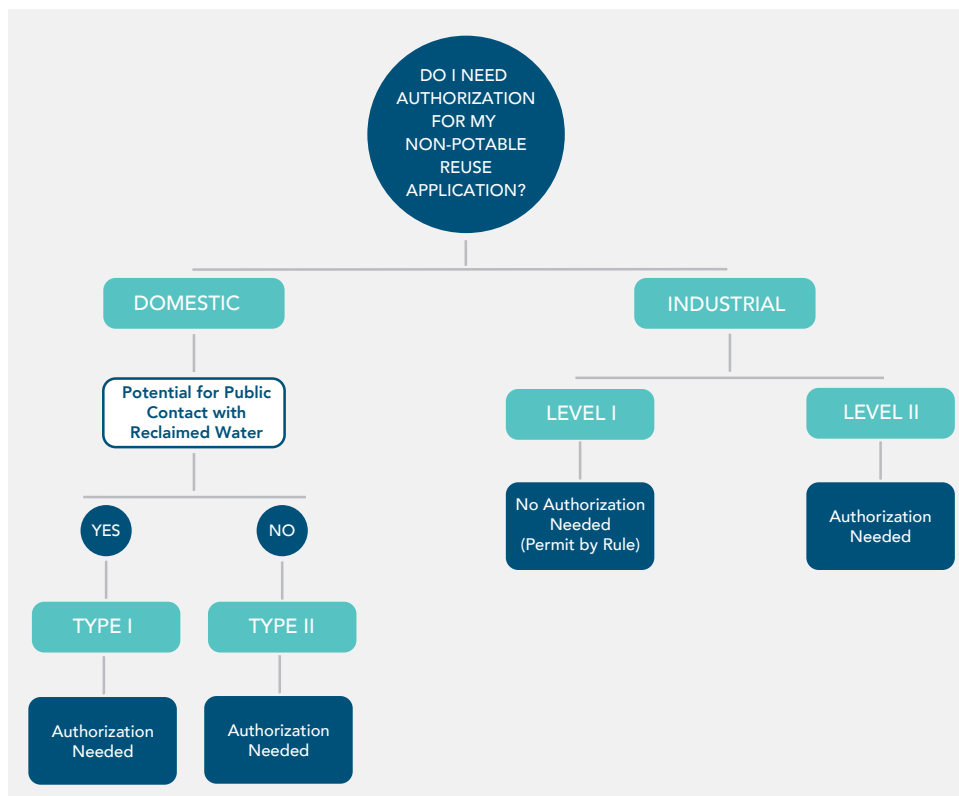 DO I NEED
AUTHORIZATION
FOR MY
NON-POTABLE
REUSE
APPLICATION?
DOMESTIC
INDUSTRIAL
Potential for Public
Contact with
Reclaimed Water
LEVEL I
LEVEL II
No Authorization
Needed
(Permit by Rule)
Authorization
Needed
YES
NO
TYPE I
TYPE II
Authorization
Needed
Authorization
Needed